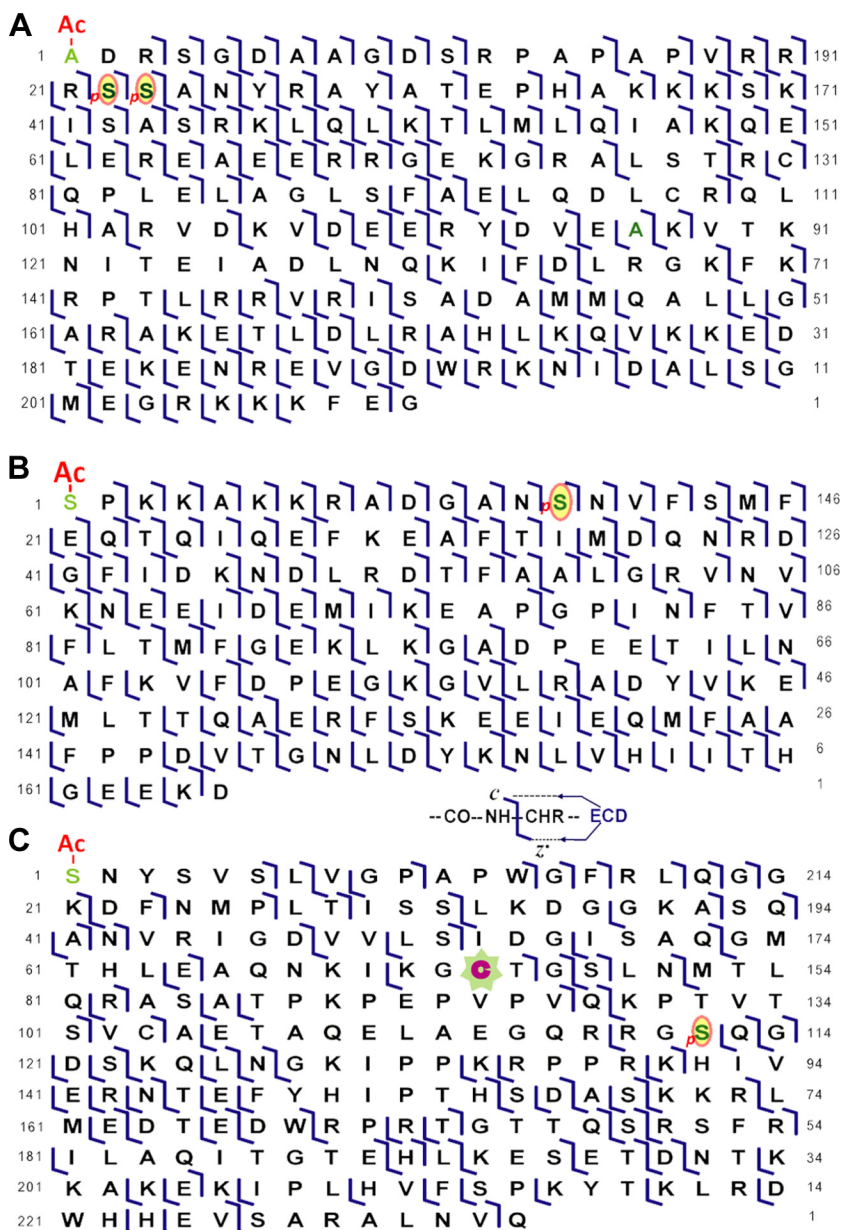 A
Ac
1 A D R S G D A A G D S R P A P A P V R R 191
21 R pS pS A N Y R A Y A T E P H A K K K S K 171
41 I S A S R K L Q L K T L M L Q I A K Q E 151
61 L E R E A E E R R G E K G R A L S T R C 131
81 Q P L E L A G L S F A E L Q D L C R Q L 111
101 H A R V D K V D E E R Y D V E A K V T K 91
121 N I T E I A D L N Q K I F D L R G K F K 71
141 R P T L R R V R I S A D A M M Q A L L G 51
161 A R A K E T L D L R A H L K Q V K K E D 31
181 T E K E N R E V G D W R K N I D A L S G 11
201 M E G R K K K F E G 1
B
Ac
1 S P K K A K K R A D G A N pS N V F S M F 146
21 E Q T Q I Q E F K E A F T I M D Q N R D 126
41 G F I D K N D L R D T F A A L G R V N V 106
61 K N E E I D E M I K E A P G P I N F T V 86
81 F L T M F G E K L K G A D P E E T I L N 66
101 A F K V F D P E G K G V L R A D Y V K E 46
121 M L T T Q A E R F S K E E I E Q M F A A 26
141 F P P D V T G N L D Y K N L V H I I T H 6
161 G E E K D 1
c
--CO--NH--CHR-- ECD
z•
C
Ac
1 S N Y S V S L V G P A P W G F R L Q G G 214
21 K D F N M P L T I S S L K D G G K A S Q 194
41 A N V R I G D V V L S I D G I S A Q G M 174
61 T H L E A Q N K I K G C T G S L N M T L 154
81 Q R A S A T P K P E P V P V Q K P T V T 134
101 S V C A E T A Q E L A E G Q R R G pS Q G 114
121 D S K Q L N G K I P P K R P P R K H I V 94
141 E R N T E F Y H I P T H S D A S K K R L 74
161 M E D T E D W R P R T G T T Q S R S F R 54
181 I L A Q I T G T E H L K E S E T D N T K 34
201 K A K E K I P L H V F S P K Y T K L R D 14
221 W H H E V S A R A L N V Q 1